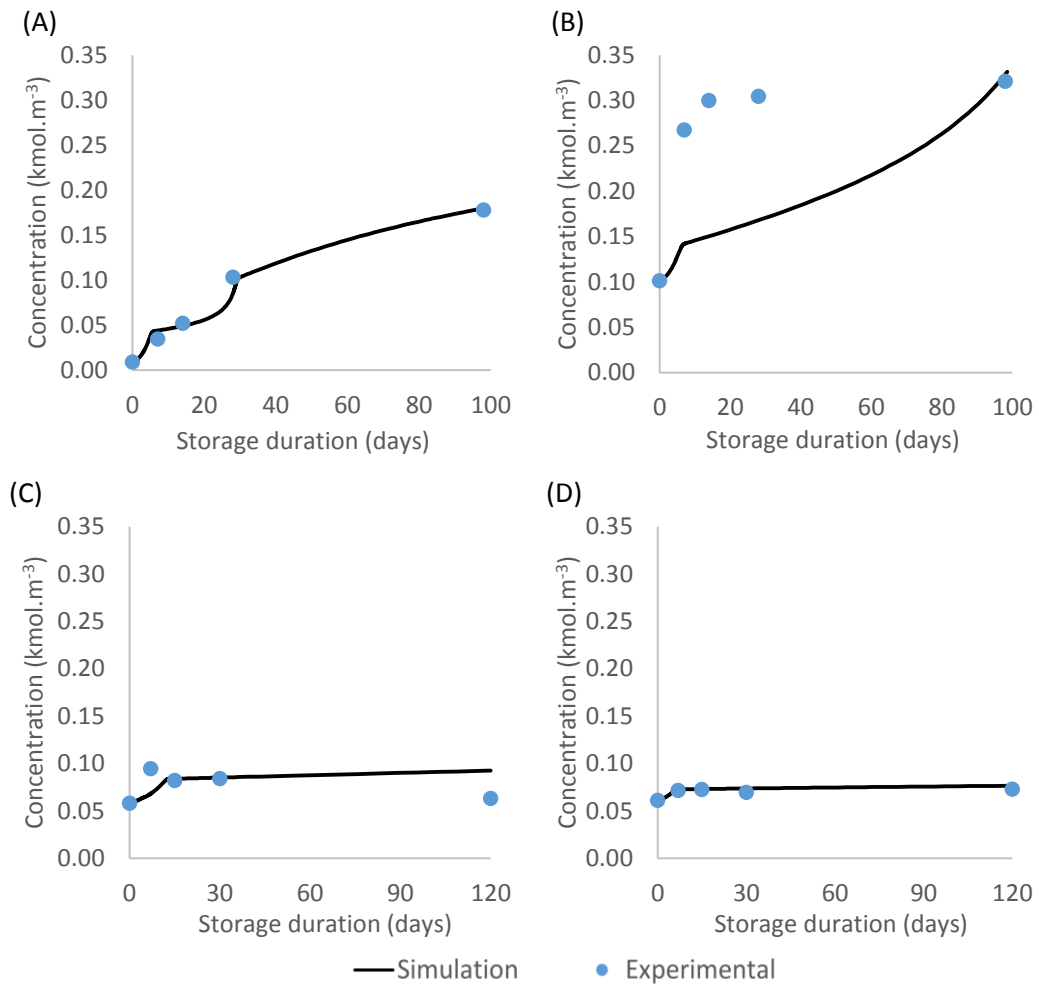 (A)
Concentration (kmol.m-3)
0.35
0.30
0.25
0.20
0.15
0.10
0.05
0.00
0 20 40 60 80 100
Storage duration (days)
(B)
Concentration (kmol.m-3)
0.35
0.30
0.25
0.20
0.15
0.10
0.05
0.00
0 20 40 60 80 100
Storage duration (days)
(C)
Concentration (kmol.m-3)
0.35
0.30
0.25
0.20
0.15
0.10
0.05
0.00
0 30 60 90 120
Storage duration (days)
(D)
Concentration (kmol.m-3)
0.35
0.30
0.25
0.20
0.15
0.10
0.05
0.00
0 30 60 90 120
Storage duration (days)
Simulation Experimental